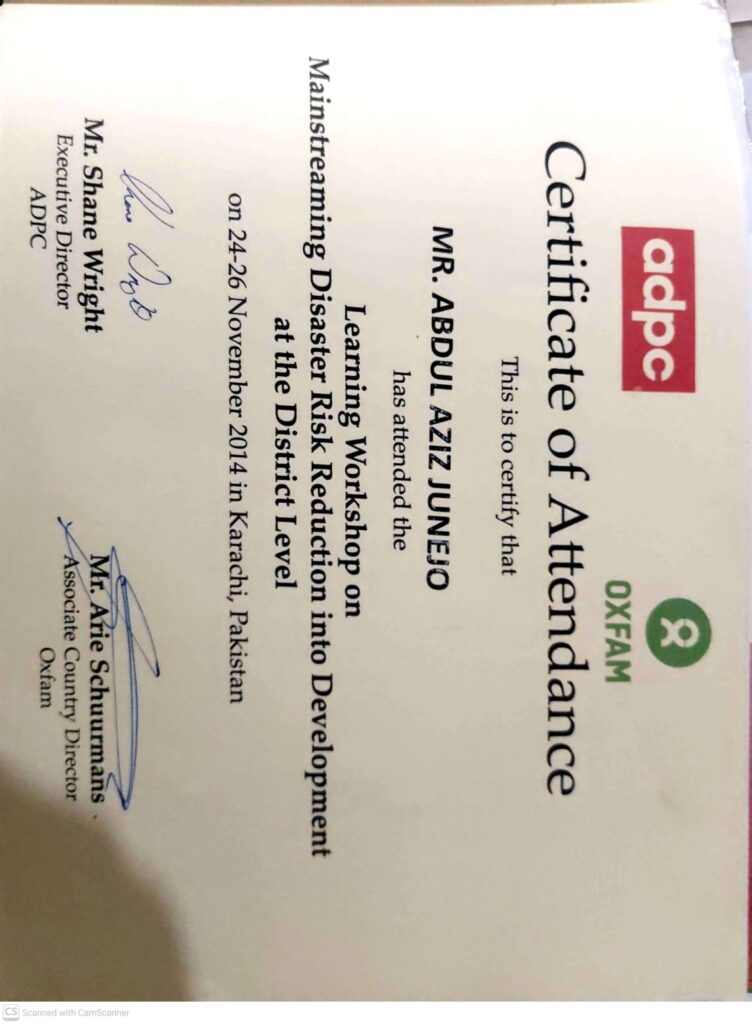 adpc
OXFAM
Certificate of Attendance
This is to certify that
MR. ABDUL AZIZ JUNEJO
has attended the
Learning Workshop on
Mainstreaming Disaster Risk Reduction into Development
at the District Level
on 24-26 November 2014 in Karachi, Pakistan
Mr. Shane Wright
Executive Director
ADPC
Mr. Arie Schuurmans
Associate Country Director
Oxfam
CS Scanned with CamScanner